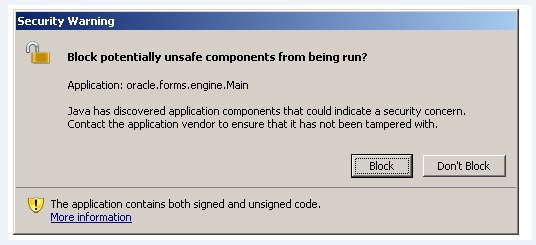 Security Warning
Block potentially unsafe components from being run?
Application: oracle.forms.engine.Main
Java has discovered application components that could indicate a security concern.
Contact the application vendor to ensure that it has not been tampered with.
Block
Don't Block
The application contains both signed and unsigned code.
More information